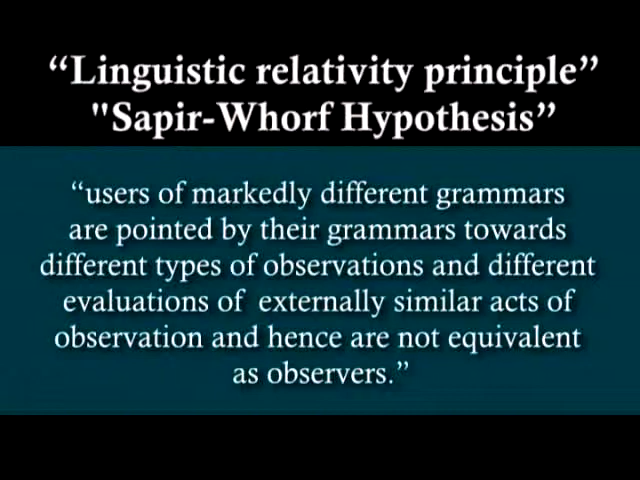 “Linguistic relativity principle”
"Sapir-Whorf Hypothesis”
“users of markedly different grammars
are pointed by their grammars towards
different types of observations and different
evaluations of externally similar acts of
observation and hence are not equivalent
as observers.”